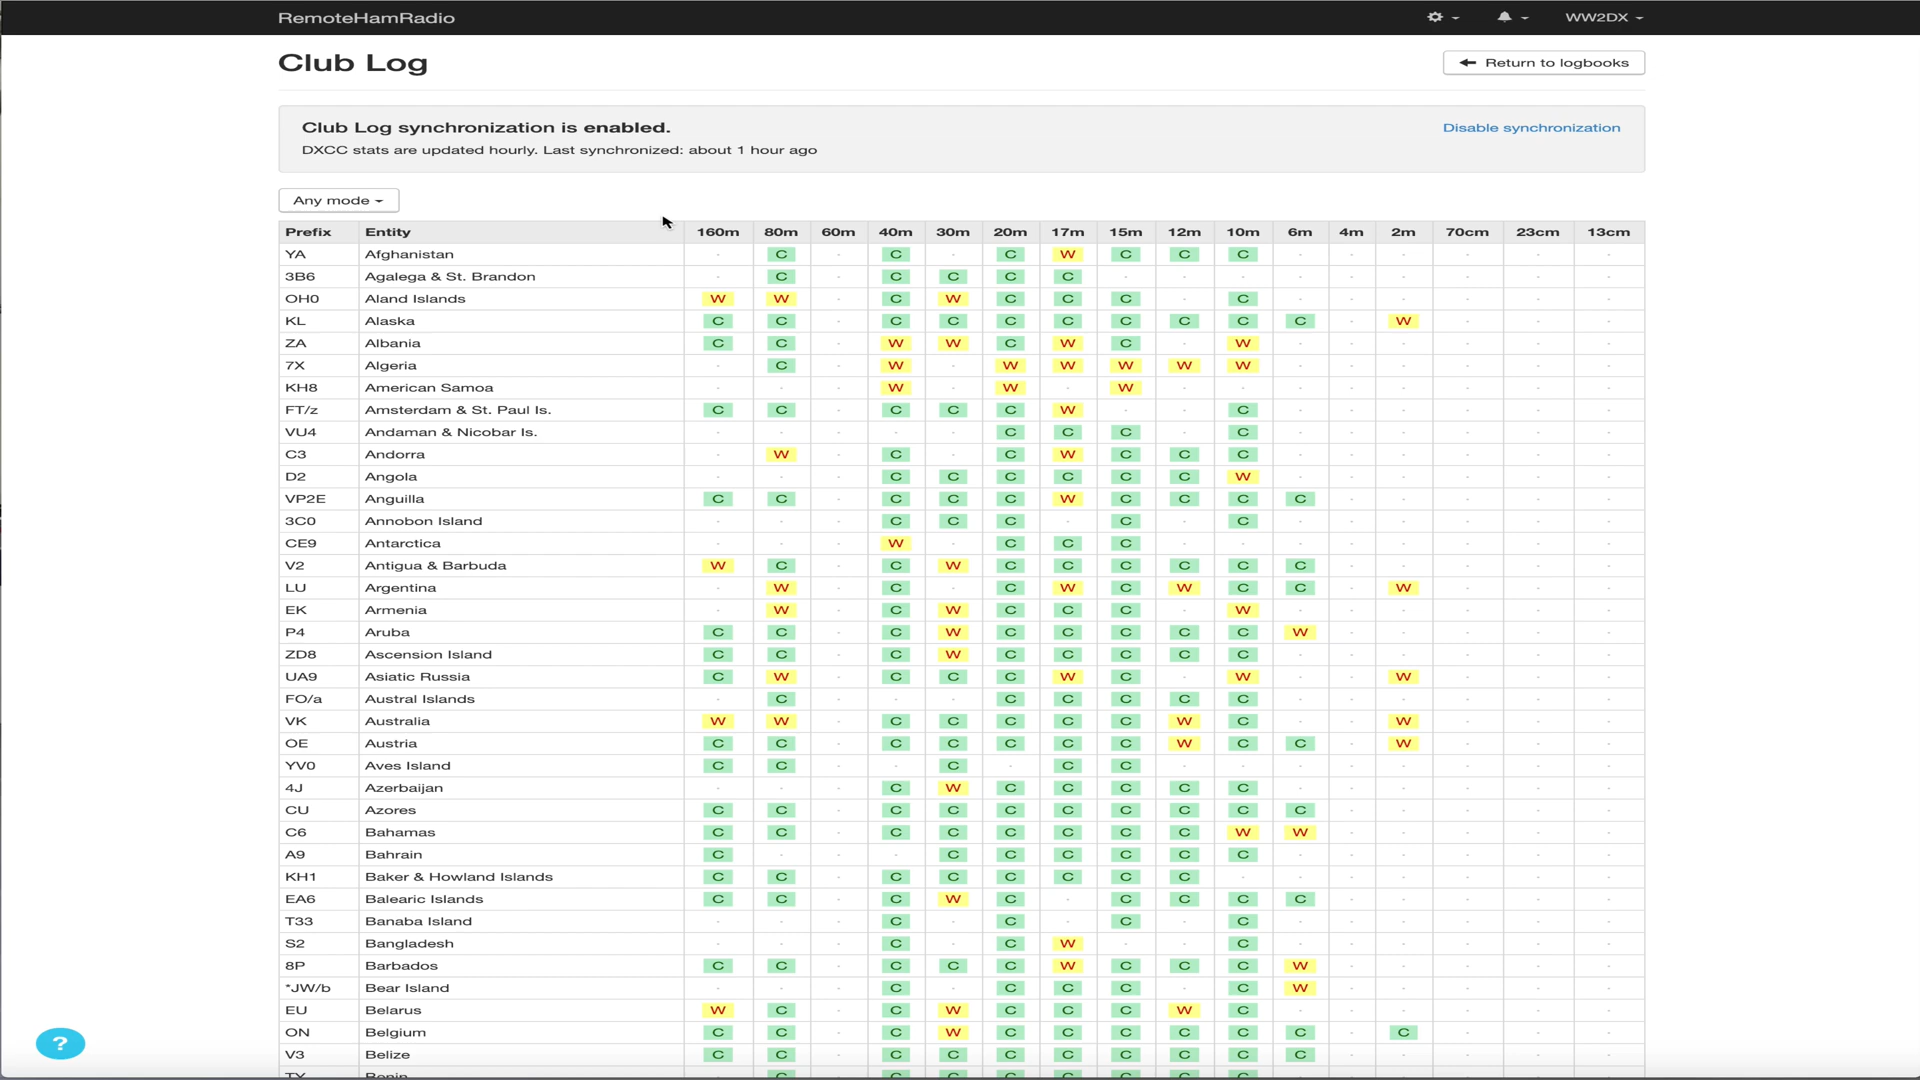 RemoteHamRadio WW2DX
Club Log Return to logbooks
Club Log synchronization is enabled. Disable synchronization
DXCC stats are updated hourly. Last synchronized: about 1 hour ago
Any mode
Prefix Entity 160m 80m 60m 40m 30m 20m 17m 15m 12m 10m 6m 4m 2m 70cm 23cm 13cm
YA Afghanistan - C - C - C W C C C - - - - - -
3B6 Agalega & St. Brandon - C - C C C C - - - - - - - - -
OH0 Aland Islands W W - C W C C C - C - - - - - -
KL Alaska C C - C C C C C C C C - W - - -
ZA Albania C C - W W C W C - W - - - - - -
7X Algeria - C - W - W W W W W - - - - - -
KH8 American Samoa - - - W - W - W - - - - - - - -
FT/z Amsterdam & St. Paul Is. C C - C C C W - - C - - - - - -
VU4 Andaman & Nicobar Is. - - - - - C C C - C - - - - - -
C3 Andorra - W - C - C W C C C - - - - - -
D2 Angola - - - C C C C C C W - - - - - -
VP2E Anguilla C C - C C C W C C C C - - - - -
3C0 Annobon Island - - - C C C - C - C - - - - - -
CE9 Antarctica - - - W - C C C - - - - - - - -
V2 Antigua & Barbuda W C - C W C C C C C C - - - - -
LU Argentina - W - C - C W C W C C - W - - -
EK Armenia - W - C W C C C - W - - - - - -
P4 Aruba C C - C W C C C C C W - - - - -
ZD8 Ascension Island C C - C W C C C C C - - - - - -
UA9 Asiatic Russia C W - C C C W C - W - - W - - -
FO/a Austral Islands - C - - - C C C C C - - - - - -
VK Australia W W - C C C C C W C - - W - - -
OE Austria C C - C C C C C W C C - W - - -
YV0 Aves Island C C - - C - C C - - - - - - - -
4J Azerbaijan - - - C W C C C C C - - - - - -
CU Azores C C - C C C C C C C C - - - - -
C6 Bahamas C C - C C C C C C W W - - - - -
A9 Bahrain C - - - C C C C C C - - - - - -
KH1 Baker & Howland Islands C C - C C C C C C - - - - - - -
EA6 Balearic Islands C C - C W C - C C C C - - - - -
T33 Banaba Island - - - C - C - C - C - - - - - -
S2 Bangladesh - - - C - C W - - C - - - - - -
8P Barbados C C - C C C W C C C W - - - - -
*JW/b Bear Island - - - C - C C C - C W - - - - -
EU Belarus W C - C W C C C W C - - - - - -
ON Belgium C C - C W C C C C C C - C - - -
V3 Belize C C - C C C C C C C C - - - - -
TY Benin - C - C C C C C C C
?